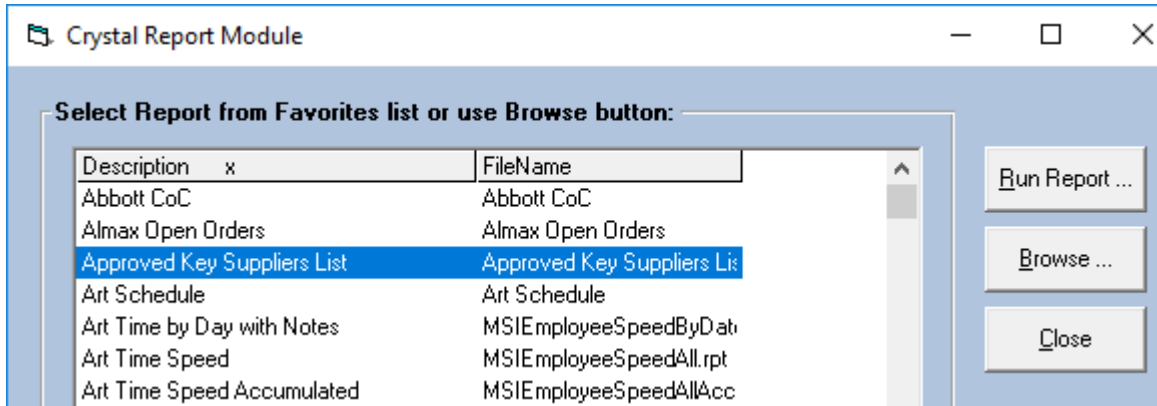 Crystal Report Module
Select Report from Favorites list or use Browse button:
Description x FileName
Abbott CoC Abbott CoC
Almax Open Orders Almax Open Orders
Approved Key Suppliers List Approved Key Suppliers Lis
Art Schedule Art Schedule
Art Time by Day with Notes MSIEmployeeSpeedByDat
Art Time Speed MSIEmployeeSpeedAll.rpt
Art Time Speed Accumulated MSIEmployeeSpeedAllAcc
Run Report ...
Browse ...
Close